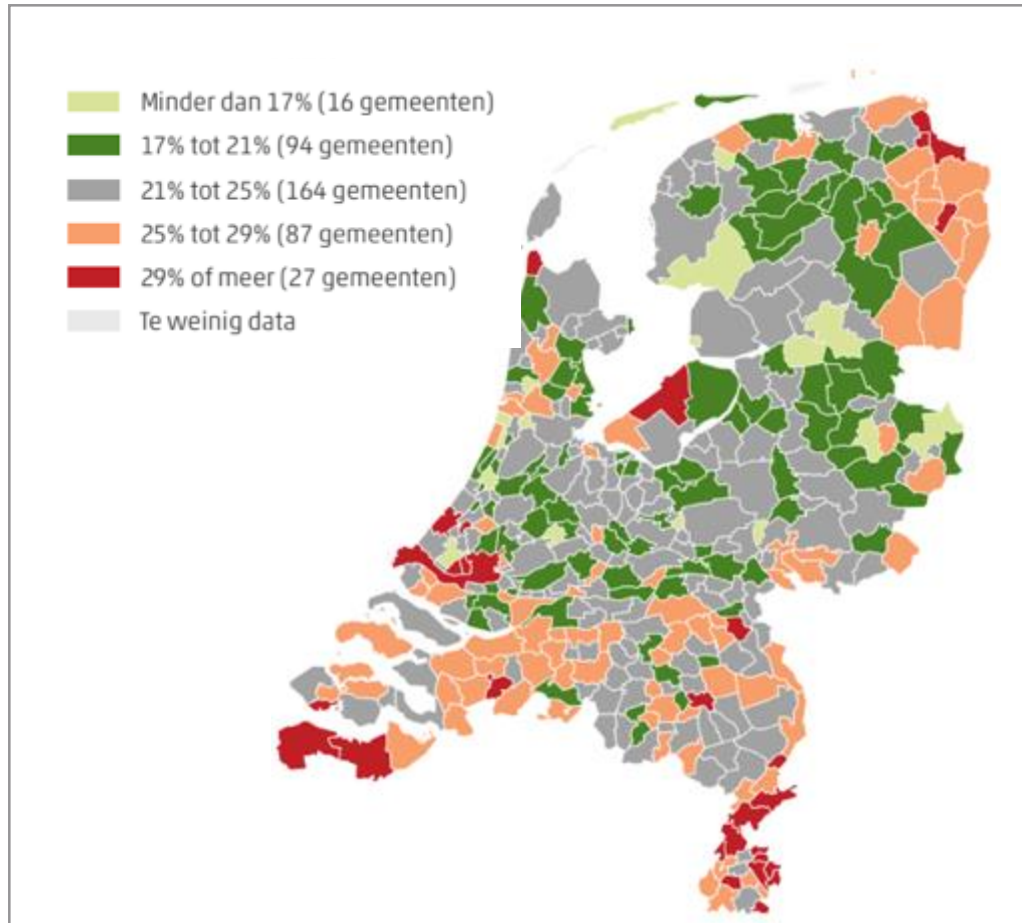 Minder dan 17% (16 gemeenten)
17% tot 21% (94 gemeenten)
21% tot 25% (164 gemeenten)
25% tot 29% (87 gemeenten)
29% of meer (27 gemeenten)
Te weinig data